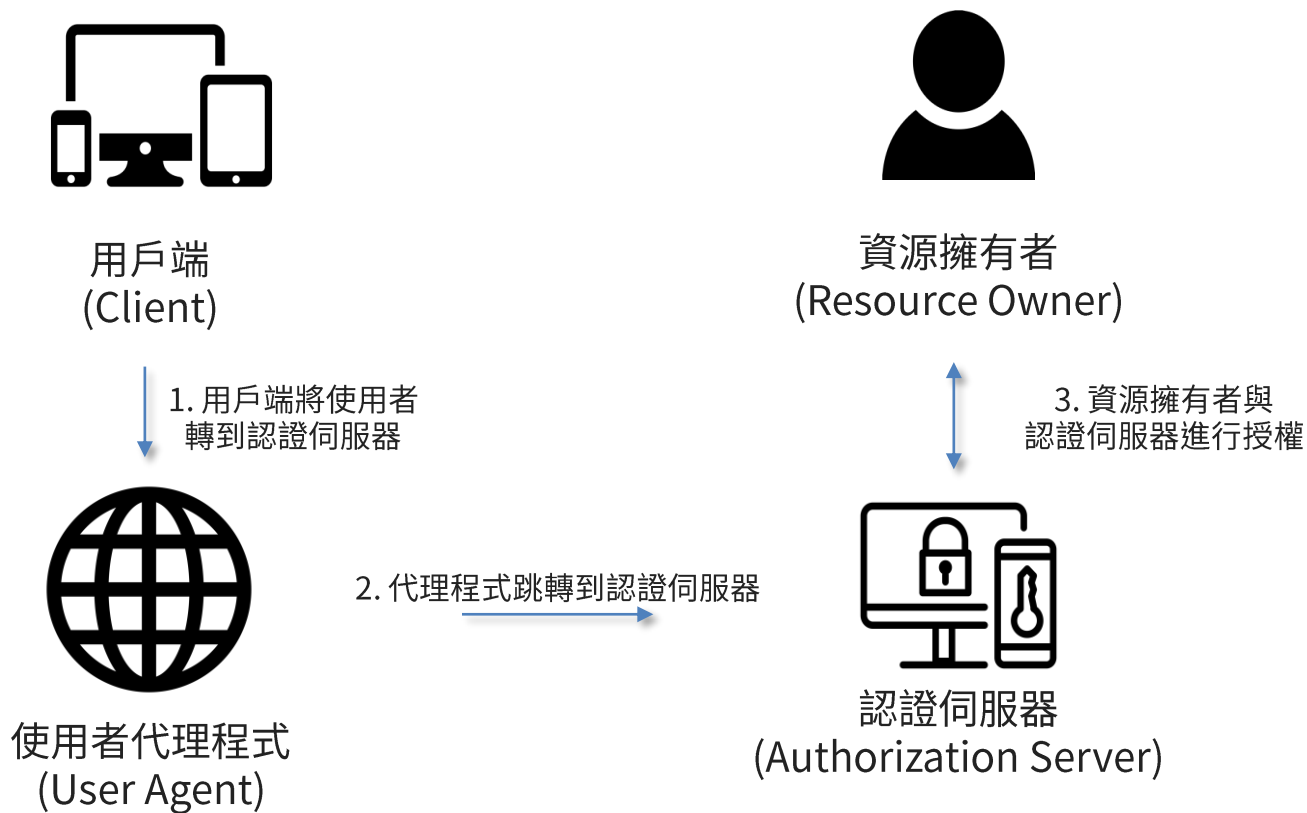 用戶端
(Client)
資源擁有者
(Resource Owner)
1. 用戶端將使用者
轉到認證伺服器
3. 資源擁有者與
認證伺服器進行授權
2. 代理程式跳轉到認證伺服器
使用者代理程式
(User Agent)
認證伺服器
(Authorization Server)